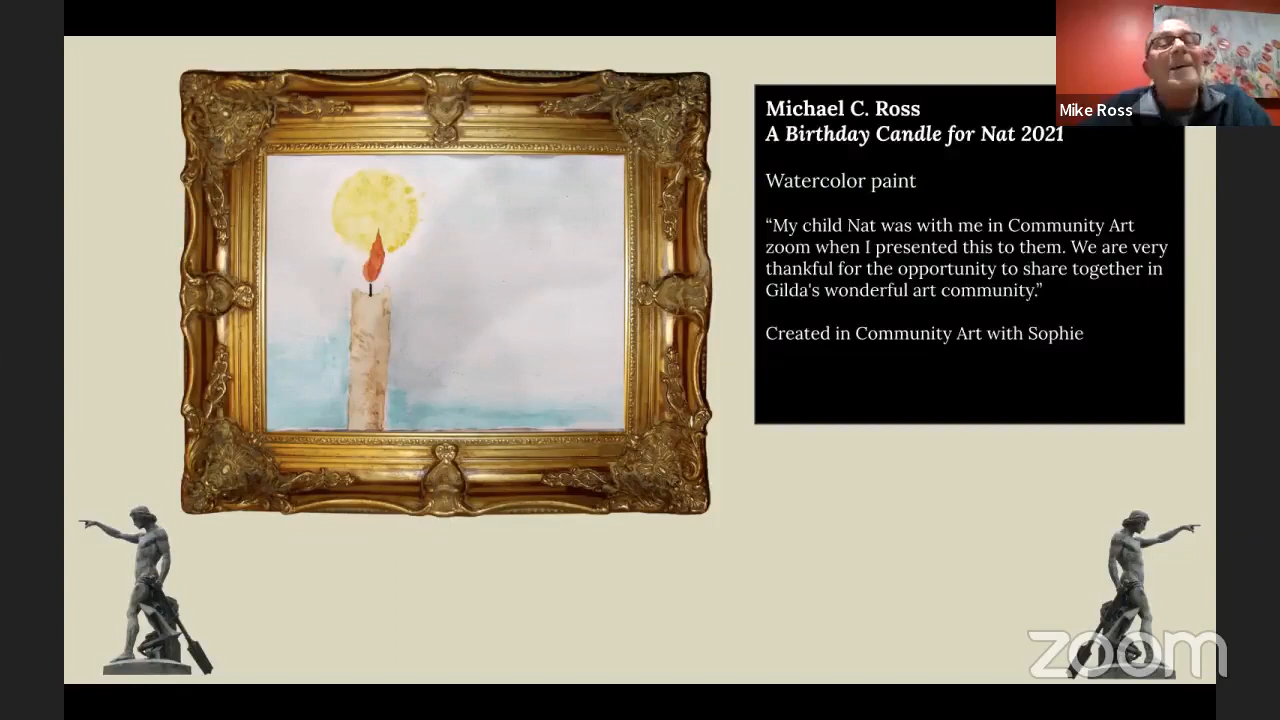 Michael C. Ross
A Birthday Candle for Nat 2021
Watercolor paint
“My child Nat was with me in Community Art
zoom when I presented this to them. We are very
thankful for the opportunity to share together in
Gilda's wonderful art community.”
Created in Community Art with Sophie
Mike Ross
zoom